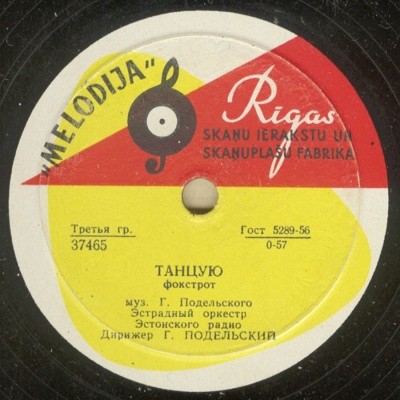 „MELODIJA“
Rīgas
SKAŅU IERAKSTU UN
SKAŅUPLAŠU FABRIKA
Третья гр.
37465
Гост 5289-56
0-57
ТАНЦУЮ
фокстрот
муз. Г. Подельского
Эстрадный оркестр
Эстонского радио
Дирижер Г. ПОДЕЛЬСКИЙ